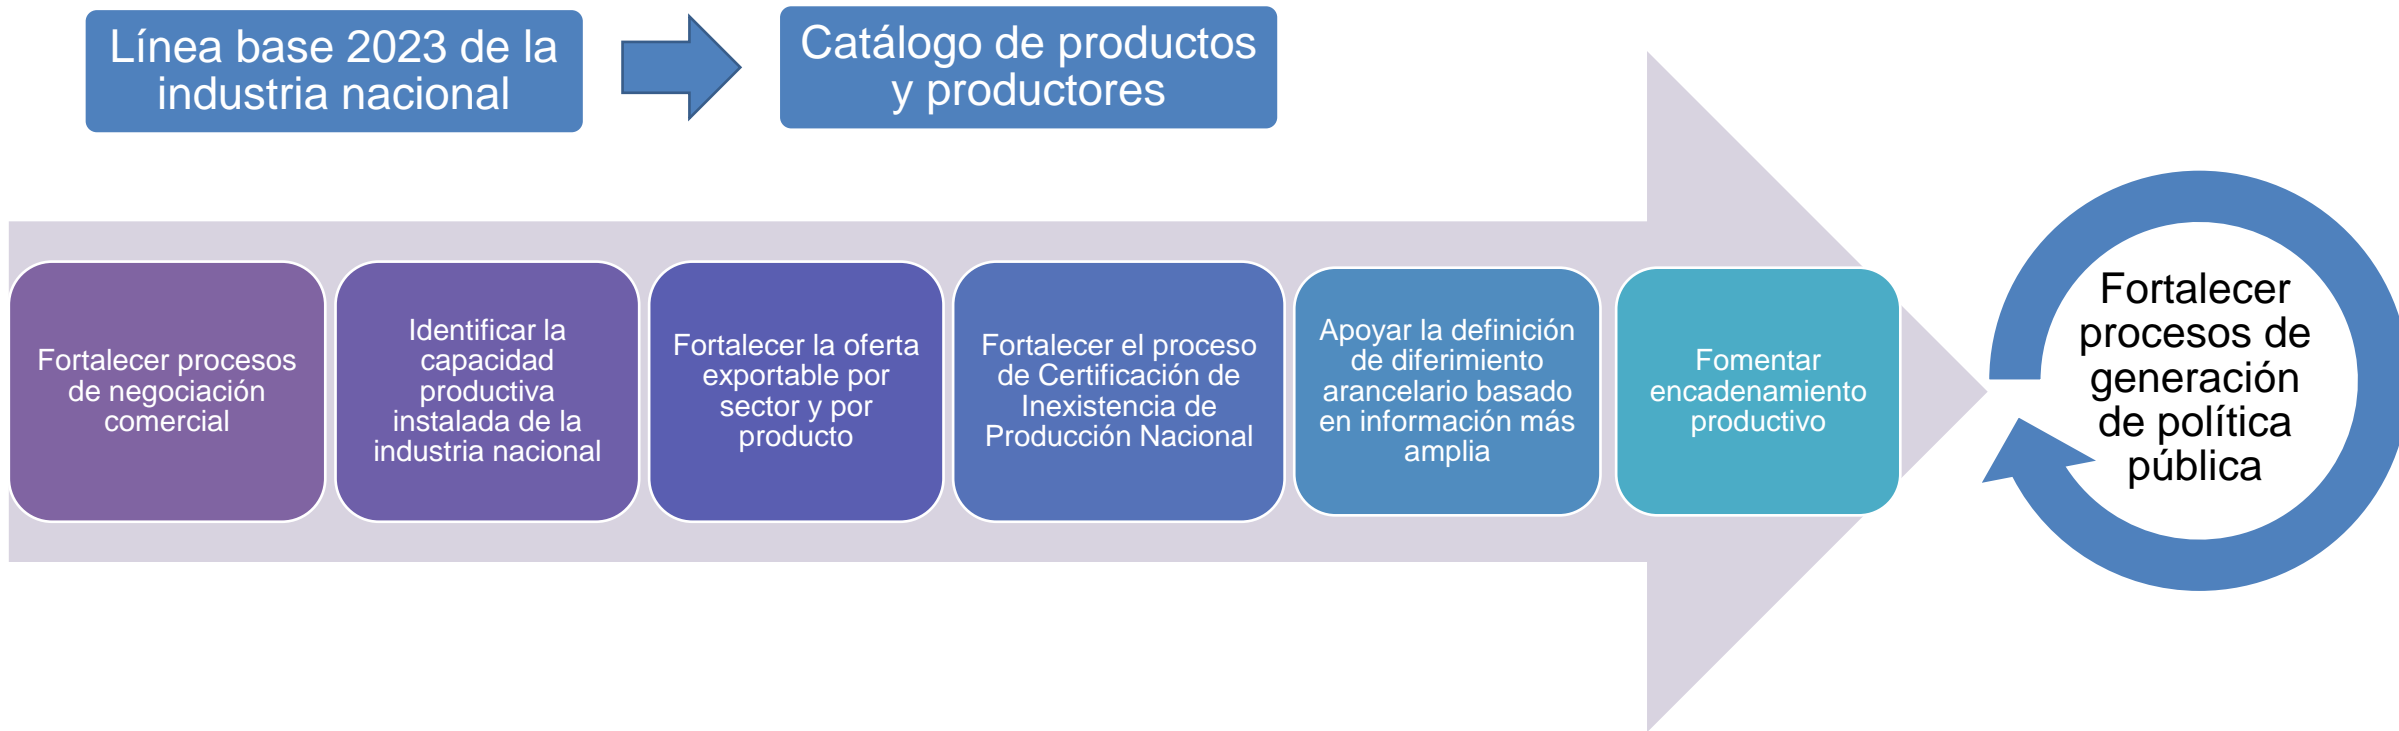 Línea base 2023 de la
industria nacional
Catálogo de productos
y productores
Fortalecer procesos
de negociación
comercial
Identificar la
capacidad
productiva
instalada de la
industria nacional
Fortalecer la oferta
exportable por
sector y por
producto
Fortalecer el proceso
de Certificación de
Inexistencia de
Producción Nacional
Apoyar la definición
de diferimiento
arancelario basado
en información más
amplia
Fomentar
encadenamiento
productivo
Fortalecer
procesos de
generación
de política
pública